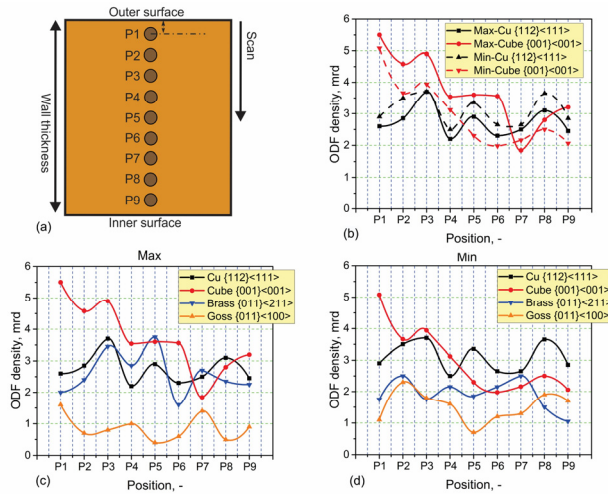 Outer surface
P1
P2
P3
P4
P5
P6
P7
P8
P9
Wall thickness
Scan
Inner surface
(a)
ODF density, mrd
6
5
4
3
2
1
0
Max-Cu {112}<111>
Max-Cube {001}<001>
Min-Cu {112}<111>
Min-Cube {001}<001>
P1 P2 P3 P4 P5 P6 P7 P8 P9
Position, -
(b)
Max
ODF density, mrd
6
5
4
3
2
1
0
Cu {112}<111>
Cube {001}<001>
Brass {011}<211>
Goss {011}<100>
P1 P2 P3 P4 P5 P6 P7 P8 P9
Position, -
(c)
Min
ODF density, mrd
6
5
4
3
2
1
0
Cu {112}<111>
Cube {001}<001>
Brass {011}<211>
Goss {011}<100>
P1 P2 P3 P4 P5 P6 P7 P8 P9
Position, -
(d)